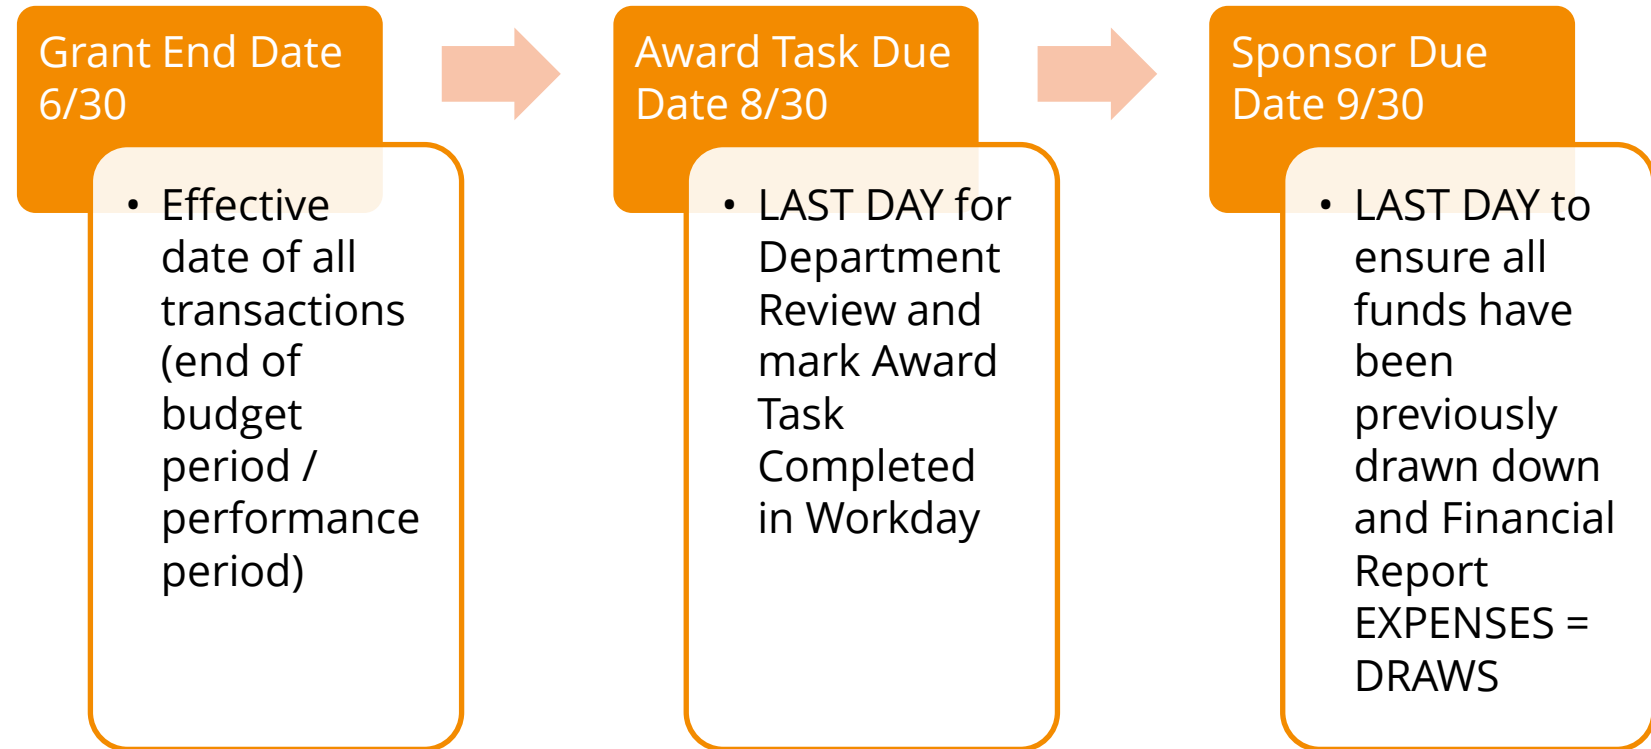 Grant End Date
6/30
• Effective
date of all
transactions
(end of
budget
period /
performance
period)
Award Task Due
Date 8/30
• LAST DAY for
Department
Review and
mark Award
Task
Completed
in Workday
Sponsor Due
Date 9/30
• LAST DAY to
ensure all
funds have
been
previously
drawn down
and Financial
Report
EXPENSES =
DRAWS